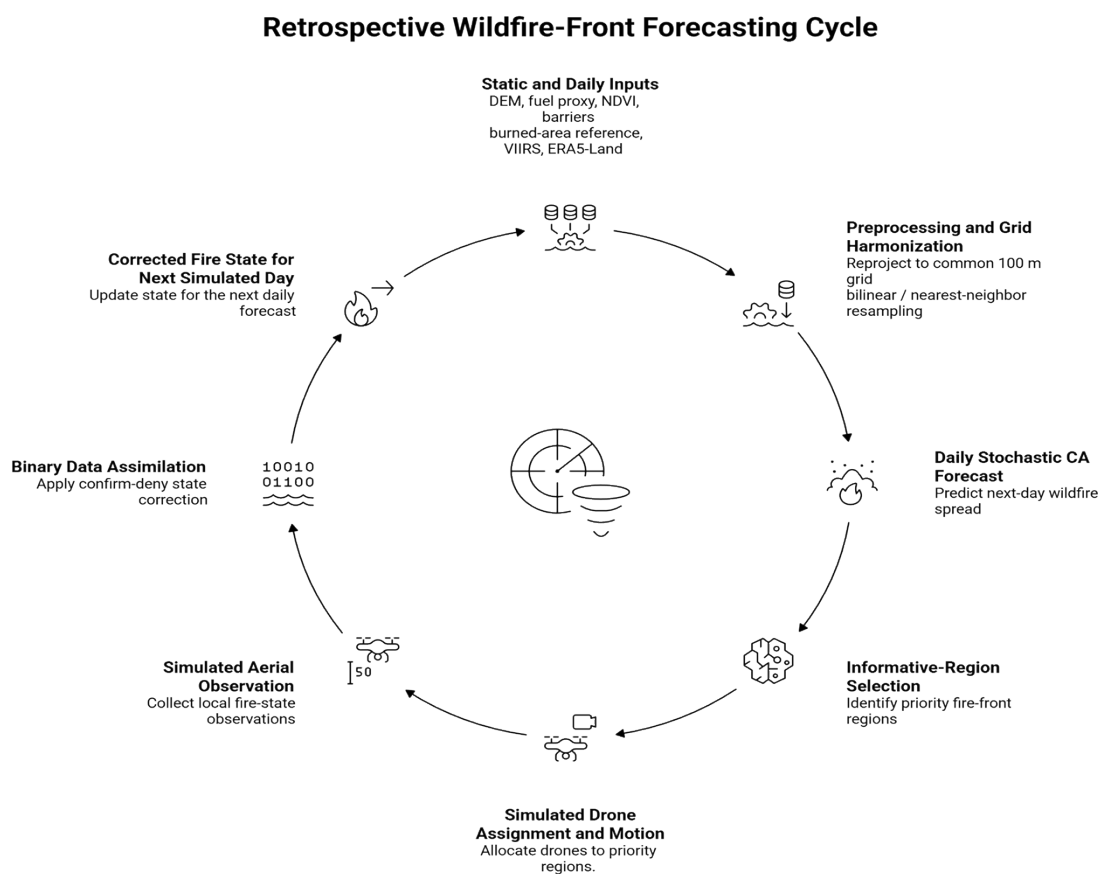 Retrospective Wildfire-Front Forecasting Cycle
Static and Daily Inputs
DEM, fuel proxy, NDVI,
barriers
burned-area reference,
VIIRS, ERA5-Land
Preprocessing and Grid
Harmonization
Reproject to common 100 m
grid
bilinear / nearest-neighbor
resampling
Daily Stochastic CA
Forecast
Predict next-day wildfire
spread
Informative-Region
Selection
Identify priority fire-front
regions
Simulated Drone
Assignment and Motion
Allocate drones to priority
regions.
Simulated Aerial
Observation
Collect local fire-state
observations
50
Binary Data Assimilation
Apply confirm-deny state
correction
10010
01100
Corrected Fire State for
Next Simulated Day
Update state for the next daily
forecast